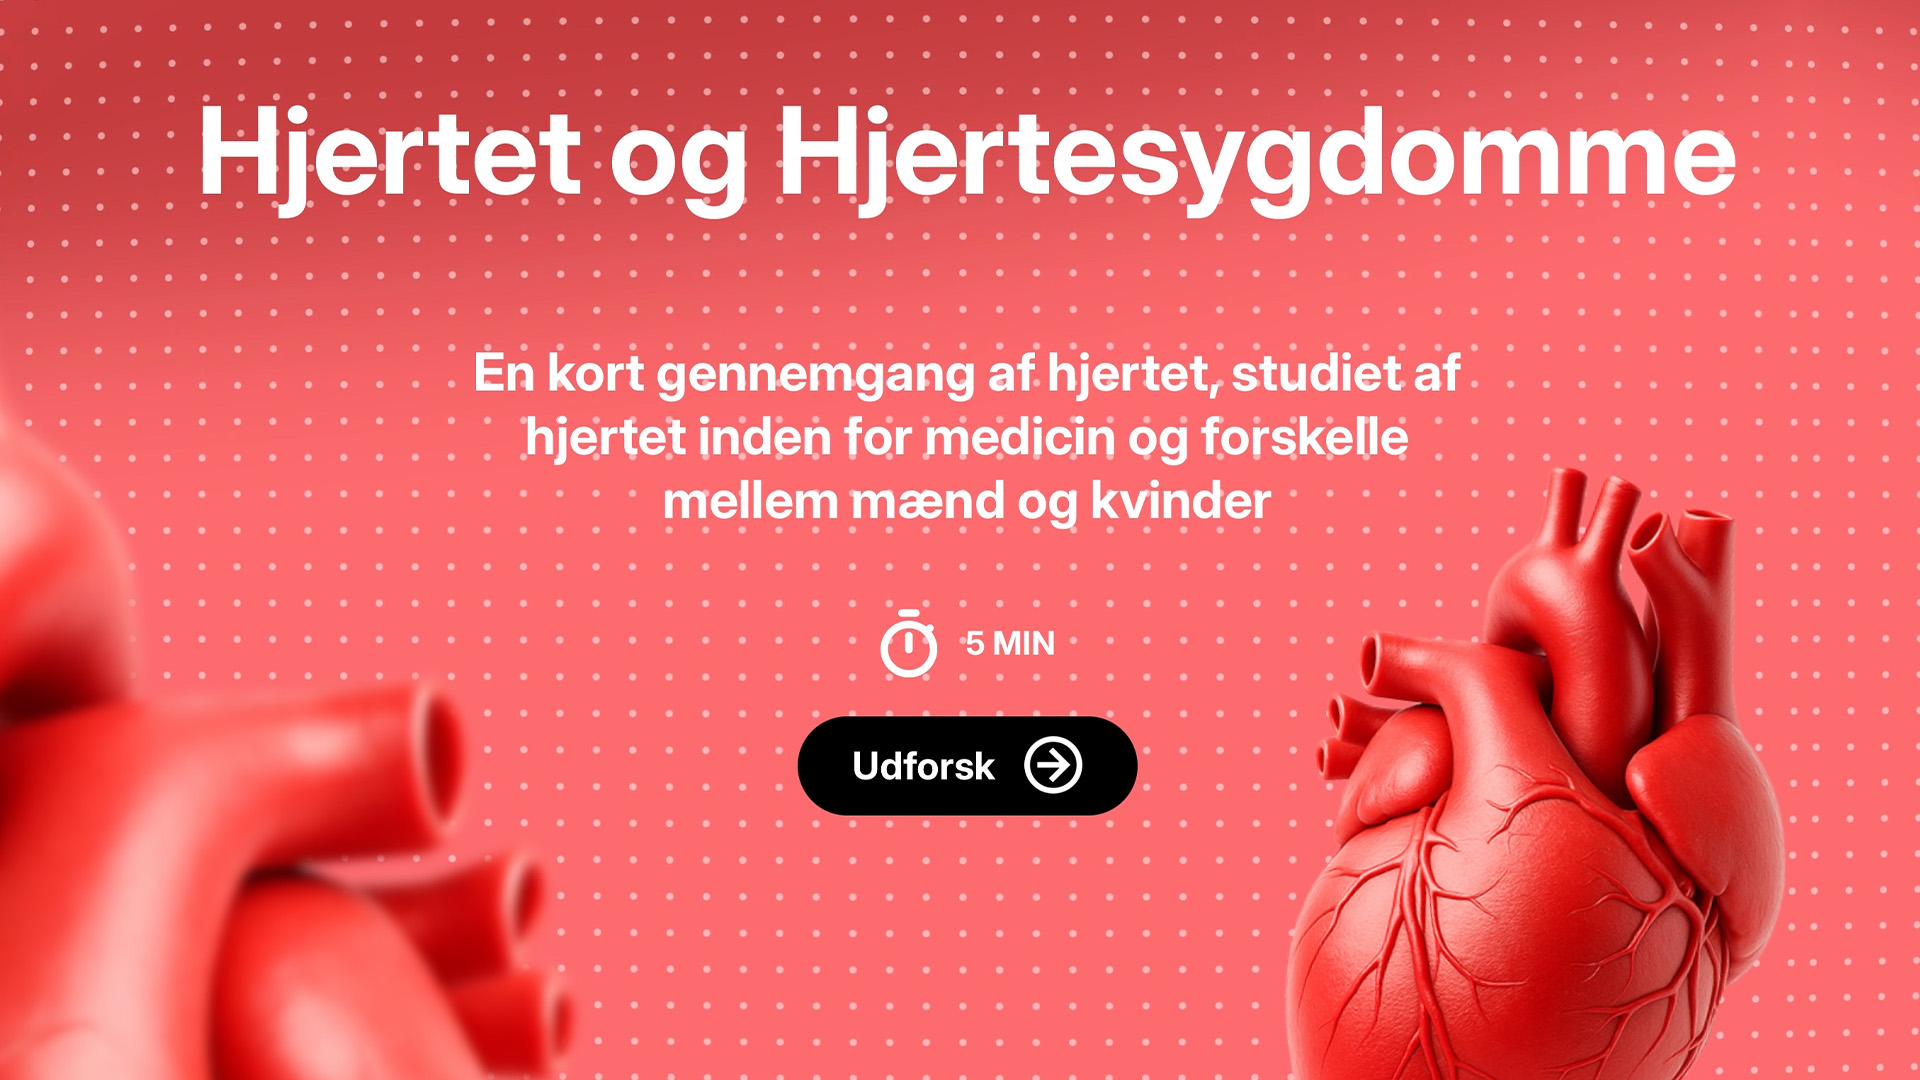 Hjertet og Hjertesygdomme
En kort gennemgang af hjertet, studiet af
hjertet inden for medicin og forskelle
mellem mænd og kvinder
5 MIN
Udforsk